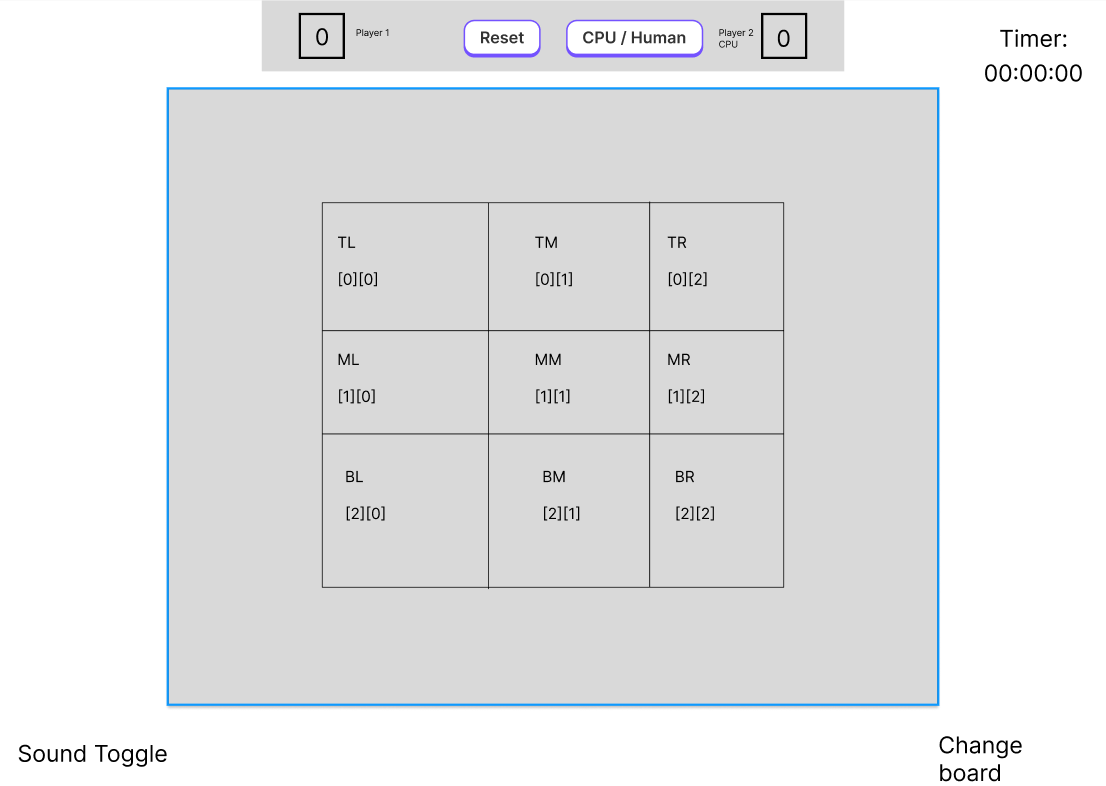 0
Player 1
Reset
CPU / Human
Player 2
CPU
0
Timer:
00:00:00
TL
TM
TR
[0][0]
[0][1]
[0][2]
ML
MM
MR
[1][0]
[1][1]
[1][2]
BL
BM
BR
[2][0]
[2][1]
[2][2]
Sound Toggle
Change
board